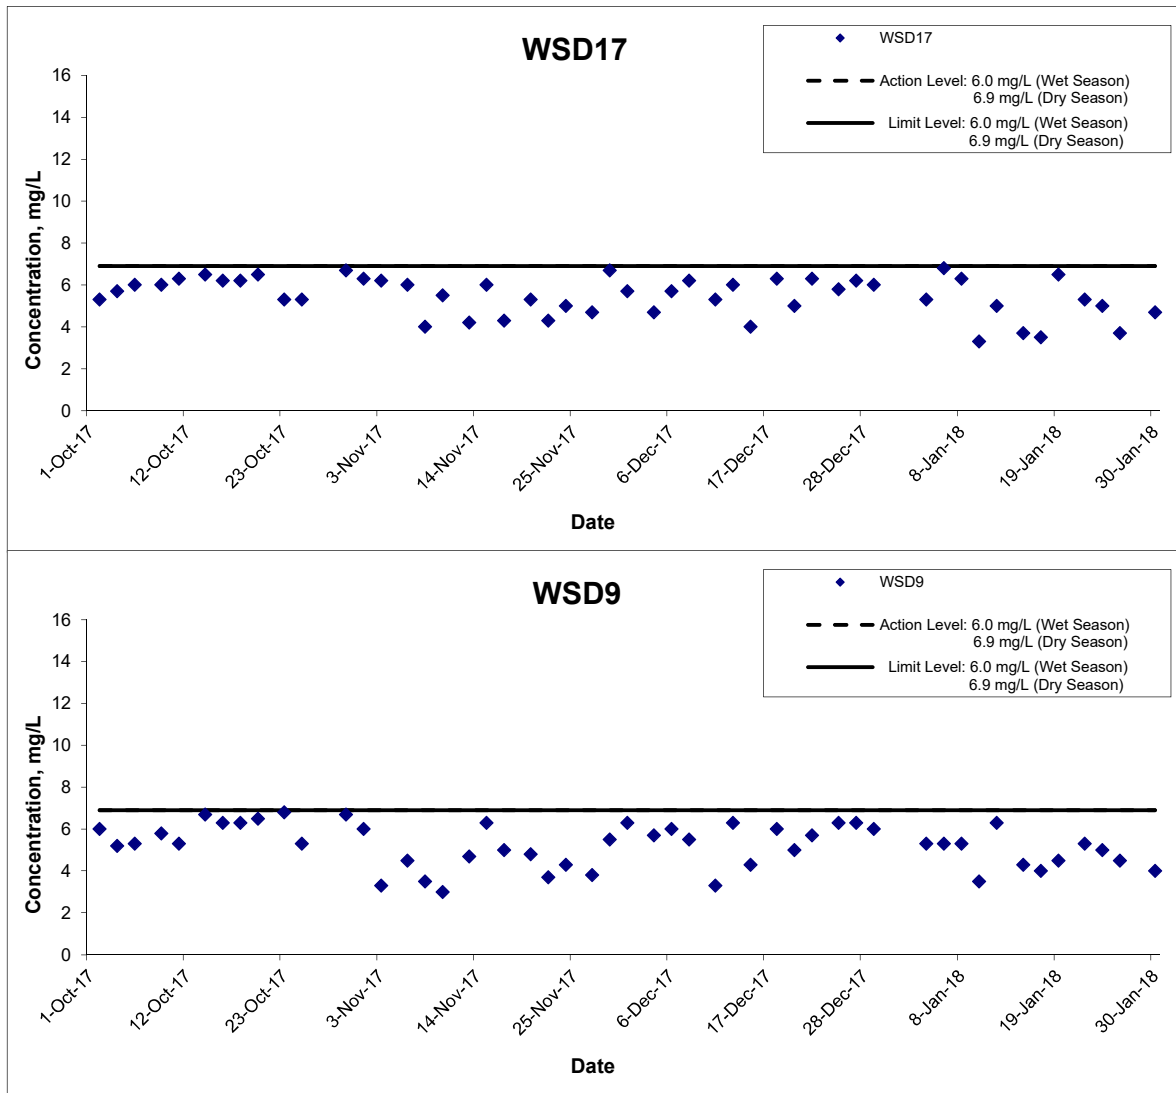 WSD17
WSD17
Action Level: 6.0 mg/L (Wet Season)
6.9 mg/L (Dry Season)
Limit Level: 6.0 mg/L (Wet Season)
6.9 mg/L (Dry Season)
Concentration, mg/L
16
14
12
10
8
6
4
2
0
1-Oct-17
12-Oct-17
23-Oct-17
3-Nov-17
14-Nov-17
25-Nov-17
6-Dec-17
17-Dec-17
28-Dec-17
8-Jan-18
19-Jan-18
30-Jan-18
Date
WSD9
WSD9
Action Level: 6.0 mg/L (Wet Season)
6.9 mg/L (Dry Season)
Limit Level: 6.0 mg/L (Wet Season)
6.9 mg/L (Dry Season)
Concentration, mg/L
16
14
12
10
8
6
4
2
0
1-Oct-17
12-Oct-17
23-Oct-17
3-Nov-17
14-Nov-17
25-Nov-17
6-Dec-17
17-Dec-17
28-Dec-17
8-Jan-18
19-Jan-18
30-Jan-18
Date